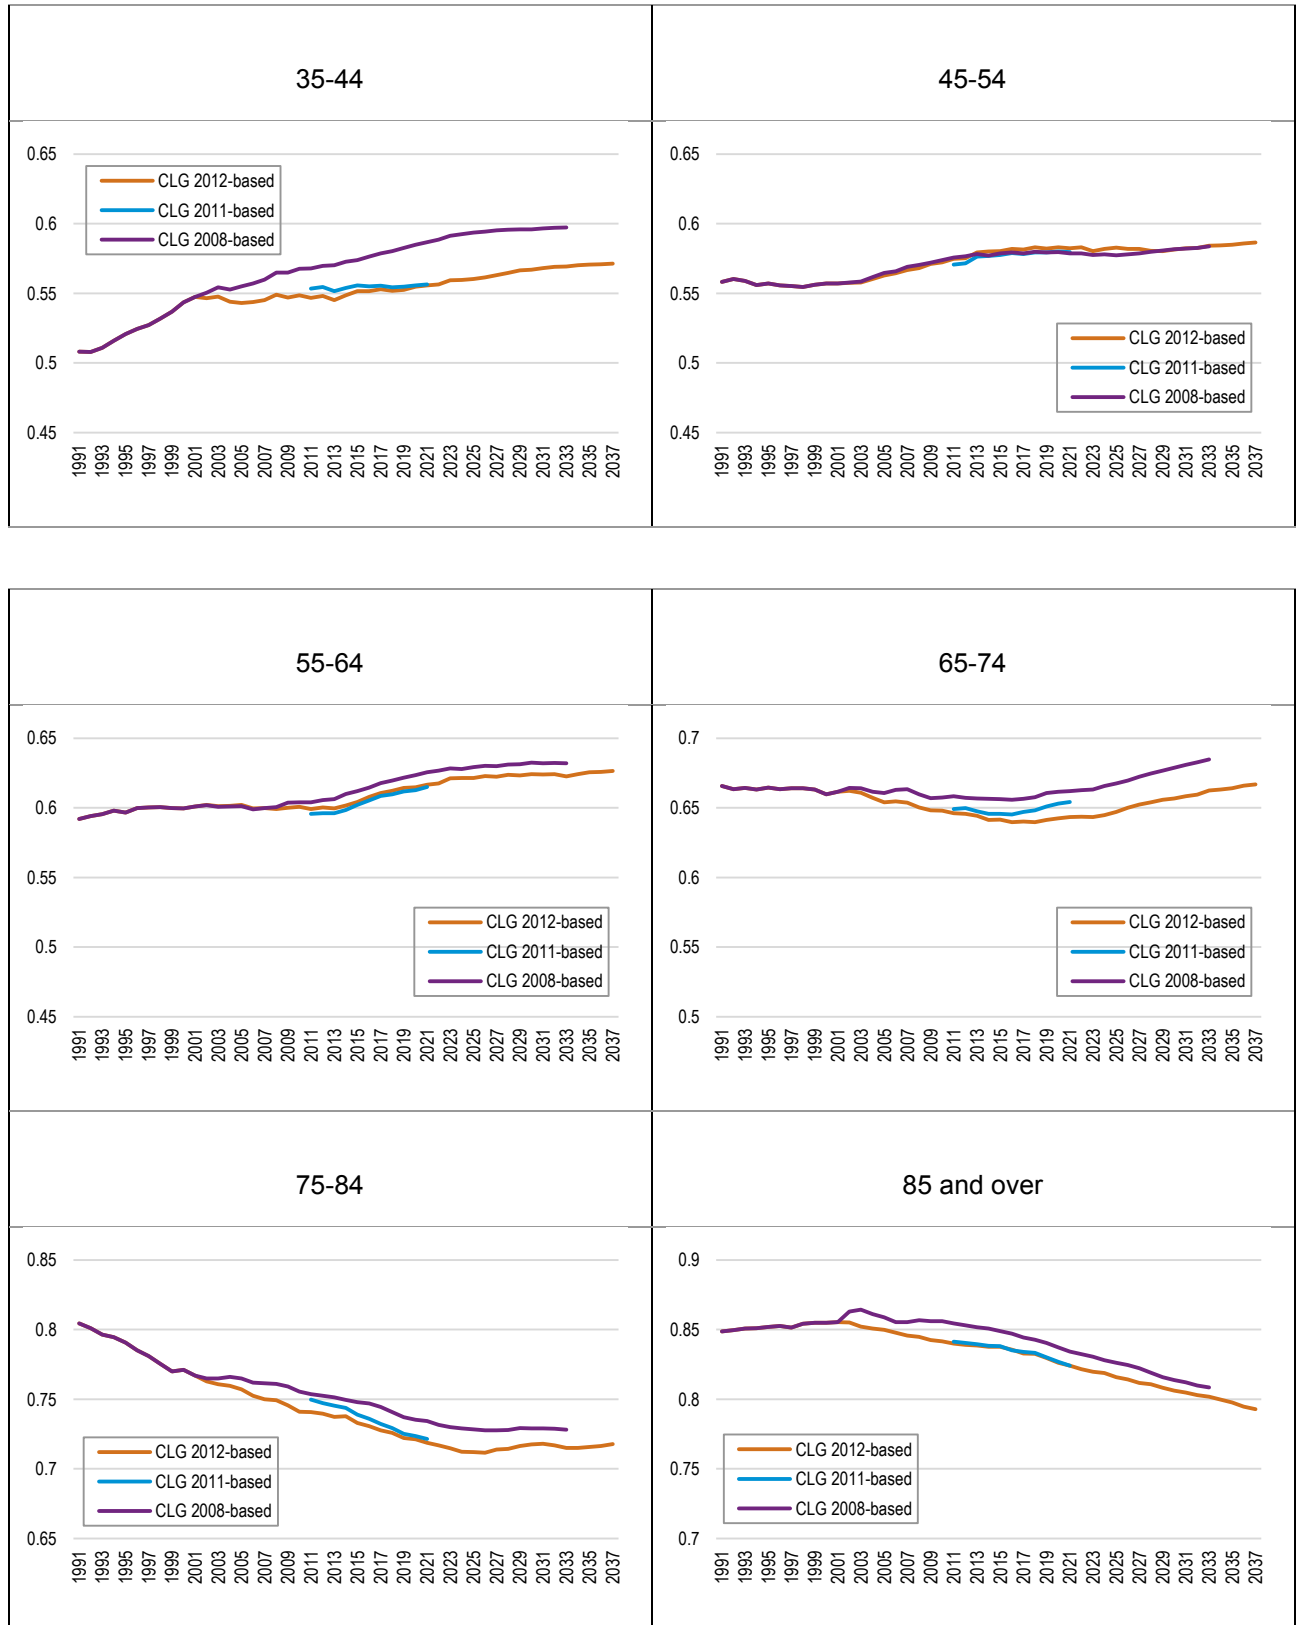 35-44
45-54
0.65
0.6
0.55
0.5
0.45
CLG 2012-based
CLG 2011-based
CLG 2008-based
1991 1993 1995 1997 1999 2001 2003 2005 2007 2009 2011 2013 2015 2017 2019 2021 2023 2025 2027 2029 2031 2033 2035 2037
0.65
0.6
0.55
0.5
0.45
CLG 2012-based
CLG 2011-based
CLG 2008-based
1991 1993 1995 1997 1999 2001 2003 2005 2007 2009 2011 2013 2015 2017 2019 2021 2023 2025 2027 2029 2031 2033 2035 2037
55-64
65-74
0.65
0.6
0.55
0.5
0.45
CLG 2012-based
CLG 2011-based
CLG 2008-based
1991 1993 1995 1997 1999 2001 2003 2005 2007 2009 2011 2013 2015 2017 2019 2021 2023 2025 2027 2029 2031 2033 2035 2037
0.7
0.65
0.6
0.55
0.5
CLG 2012-based
CLG 2011-based
CLG 2008-based
1991 1993 1995 1997 1999 2001 2003 2005 2007 2009 2011 2013 2015 2017 2019 2021 2023 2025 2027 2029 2031 2033 2035 2037
75-84
85 and over
0.85
0.8
0.75
0.7
0.65
CLG 2012-based
CLG 2011-based
CLG 2008-based
1991 1993 1995 1997 1999 2001 2003 2005 2007 2009 2011 2013 2015 2017 2019 2021 2023 2025 2027 2029 2031 2033 2035 2037
0.9
0.85
0.8
0.75
0.7
CLG 2012-based
CLG 2011-based
CLG 2008-based
1991 1993 1995 1997 1999 2001 2003 2005 2007 2009 2011 2013 2015 2017 2019 2021 2023 2025 2027 2029 2031 2033 2035 2037